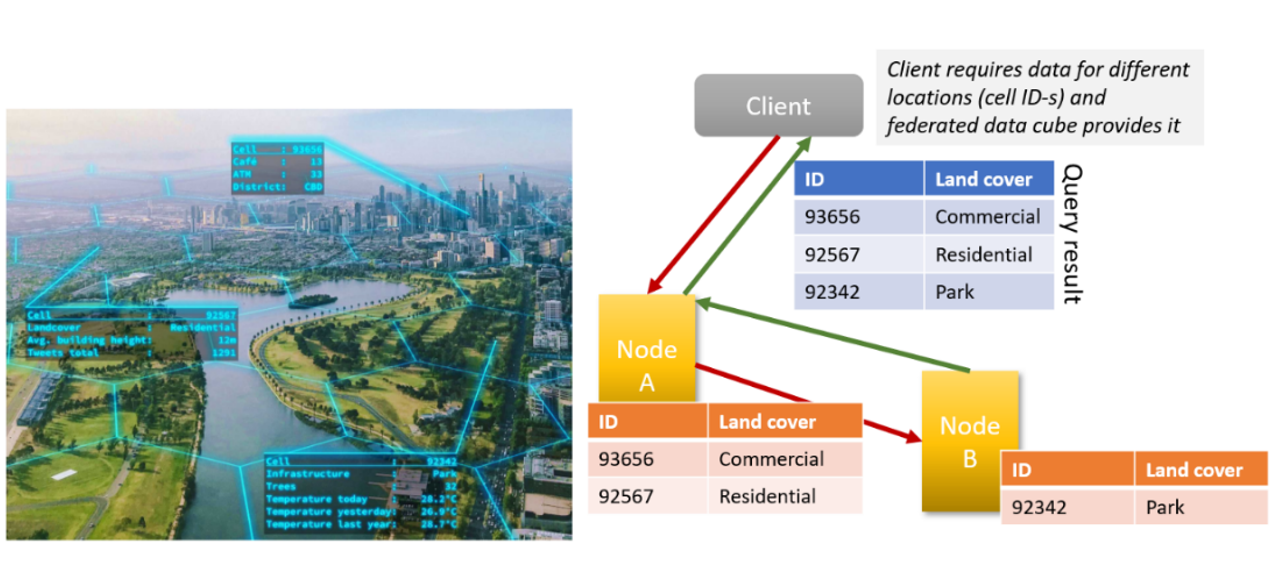 Client
Client requires data for different
locations (cell ID-s) and
federated data cube provides it
Cell : 93656
Café : 13
ATM : 33
District: CBD
ID Land cover
93656 Commercial
92567 Residential
92342 Park
Query result
Cell : 92567
Landcover : Residential
Avg. building height: 12m
Tweets total : 1291
Node
A
ID Land cover
93656 Commercial
92567 Residential
Node
B
ID Land cover
92342 Park
Cell : 92342
Infrastructure : Park
Trees : 32
Temperature today : 28.2°C
Temperature yesterday: 26.9°C
Temperature last year: 28.7°C